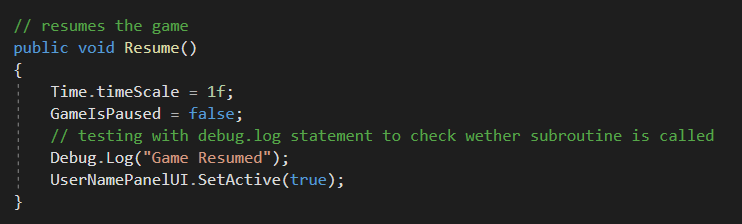 // resumes the game
public void Resume()
{
Time.timeScale = 1f;
GameIsPaused = false;
// testing with debug.log statement to check wether subroutine is called
Debug.Log("Game Resumed");
UserNamePanelUI.SetActive(true);
}